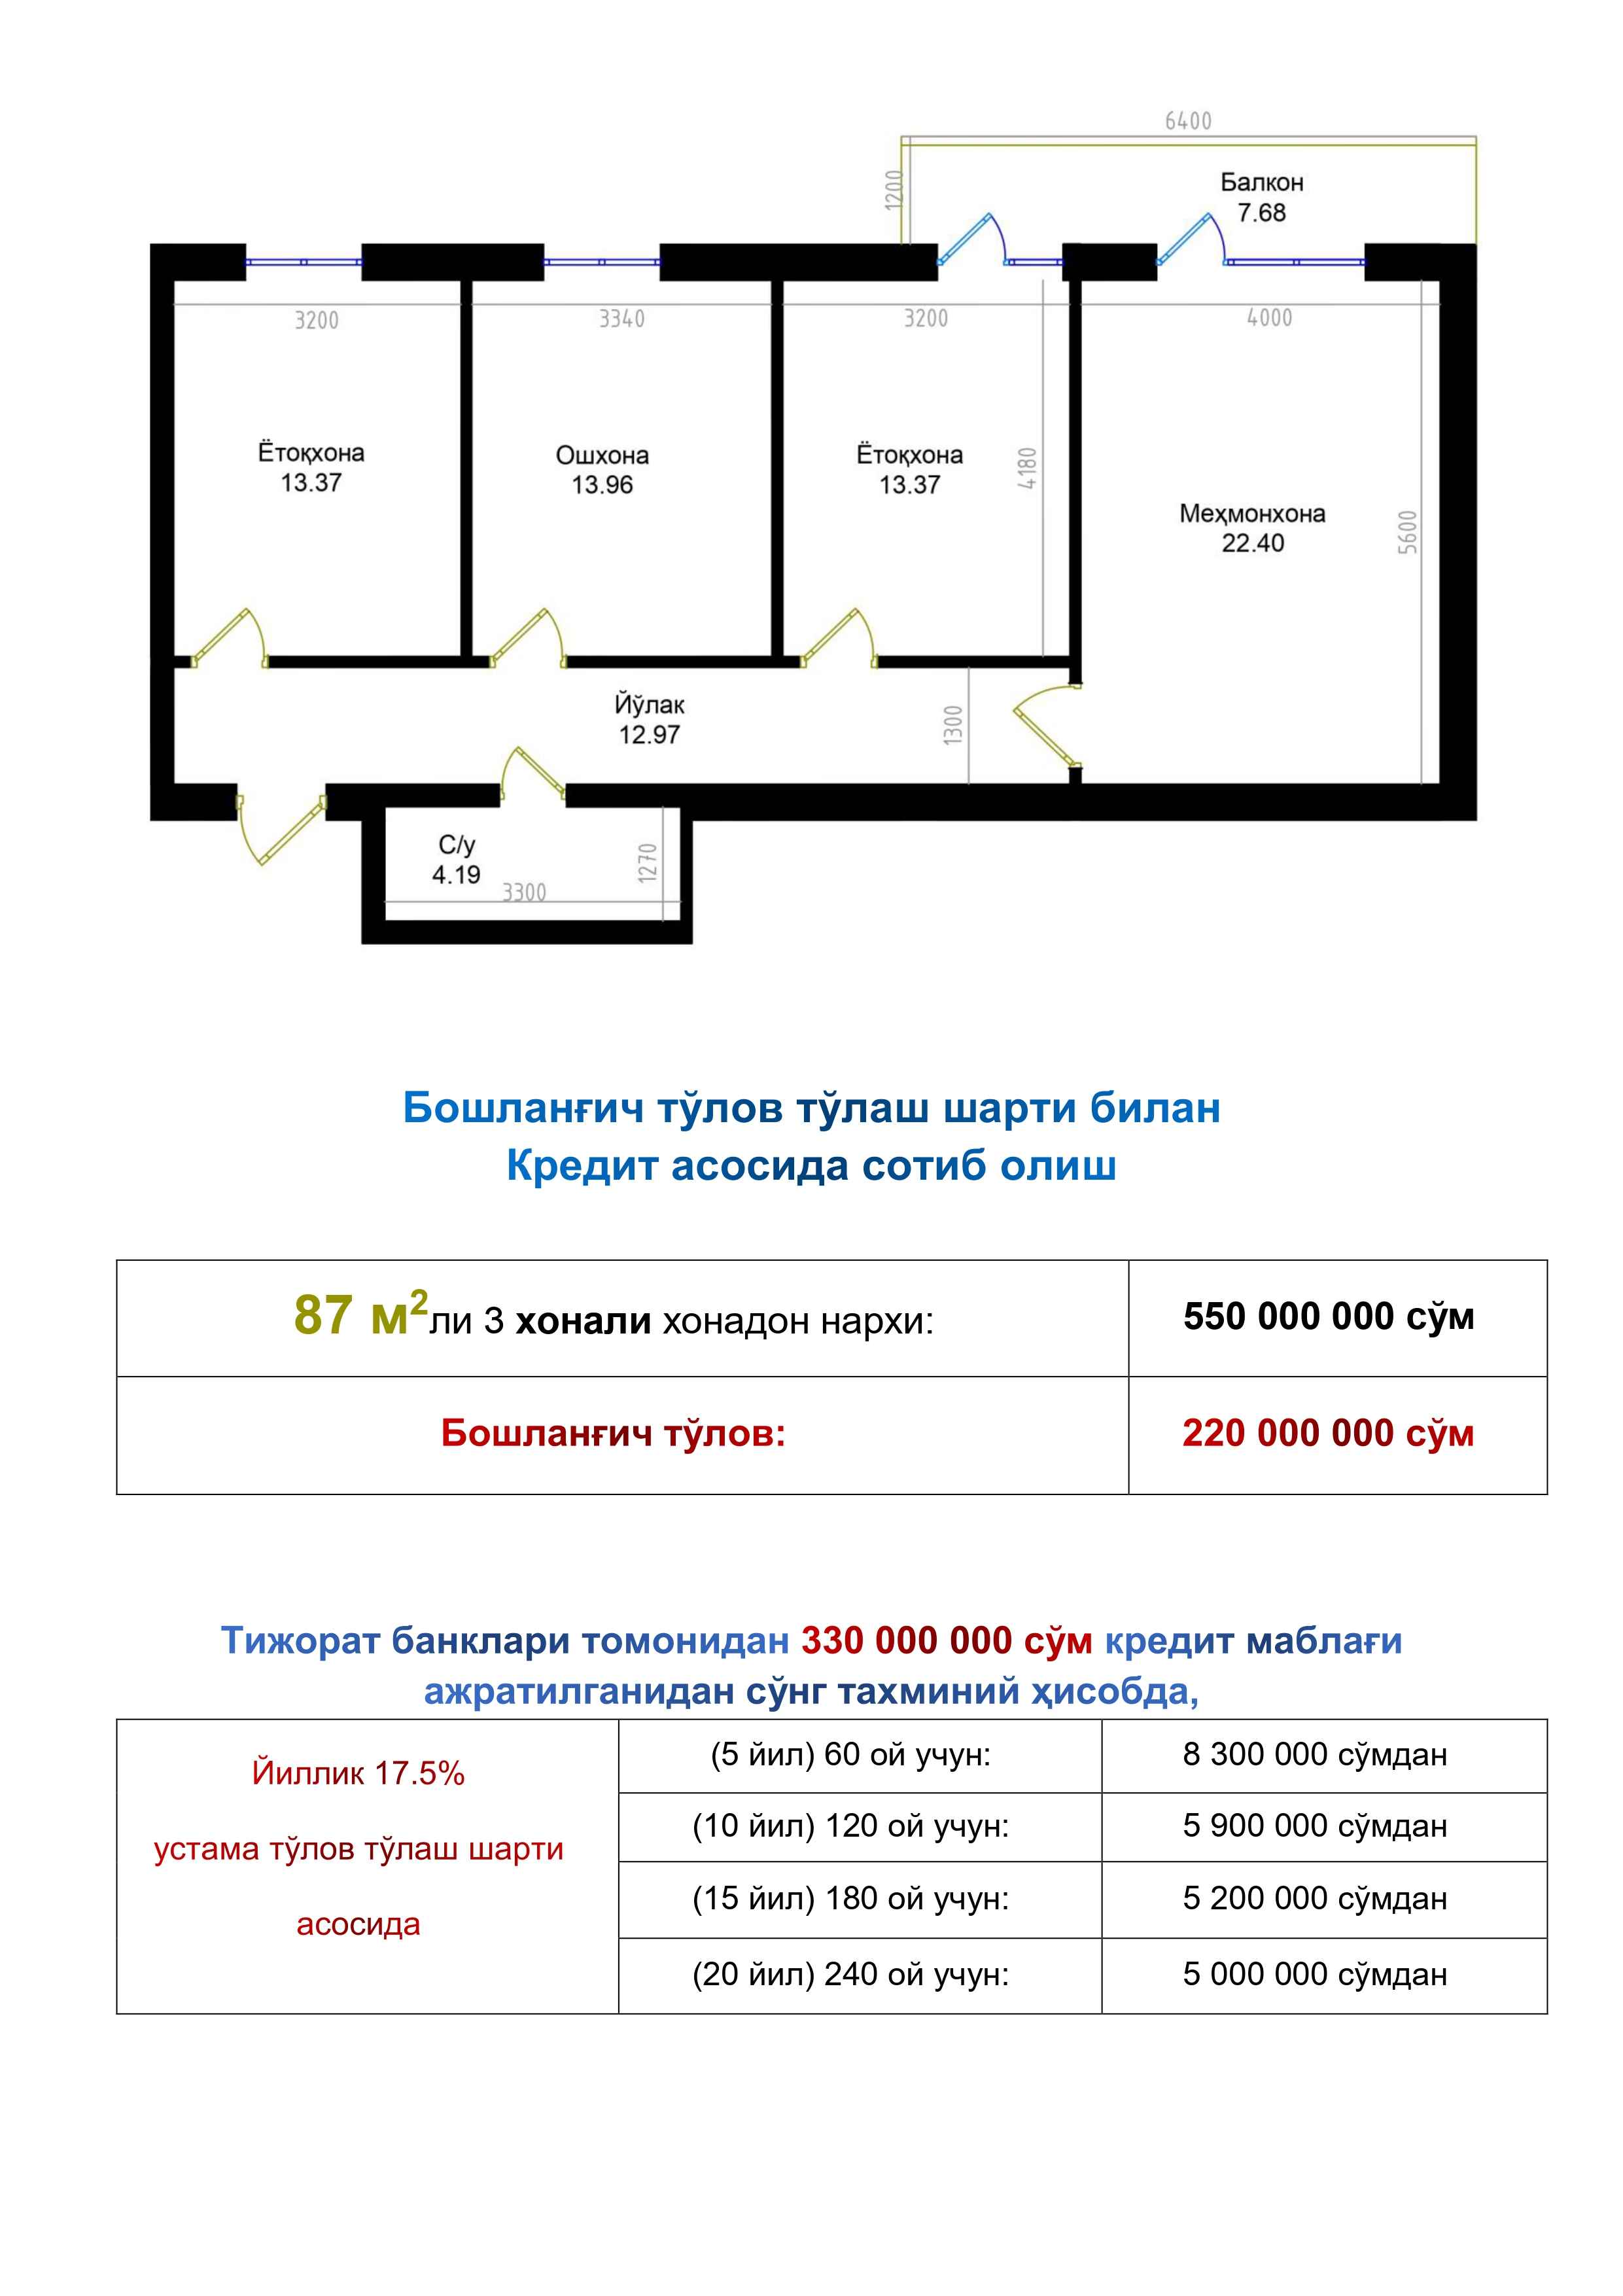 6400
1200
Балкон
7.68
3200
3340
3200
4000
Ётоқхона
13.37
Ошхона
13.96
Ётоқхона
13.37
4180
Меҳмонхона
22.40
5600
Йўлак
12.97
1300
С/у
4.19
3300
1270
Бошланғич тўлов тўлаш шарти билан
Кредит асосида сотиб олиш
87 м²ли 3 хонали хонадон нархи:
550 000 000 сўм
Бошланғич тўлов:
220 000 000 сўм
Тижорат банклари томонидан 330 000 000 сўм кредит маблағи
ажратилганидан сўнг тахминий ҳисобда,
Йиллик 17.5%
устама тўлов тўлаш шарти
асосида
(5 йил) 60 ой учун:
8 300 000 сўмдан
(10 йил) 120 ой учун:
5 900 000 сўмдан
(15 йил) 180 ой учун:
5 200 000 сўмдан
(20 йил) 240 ой учун:
5 000 000 сўмдан